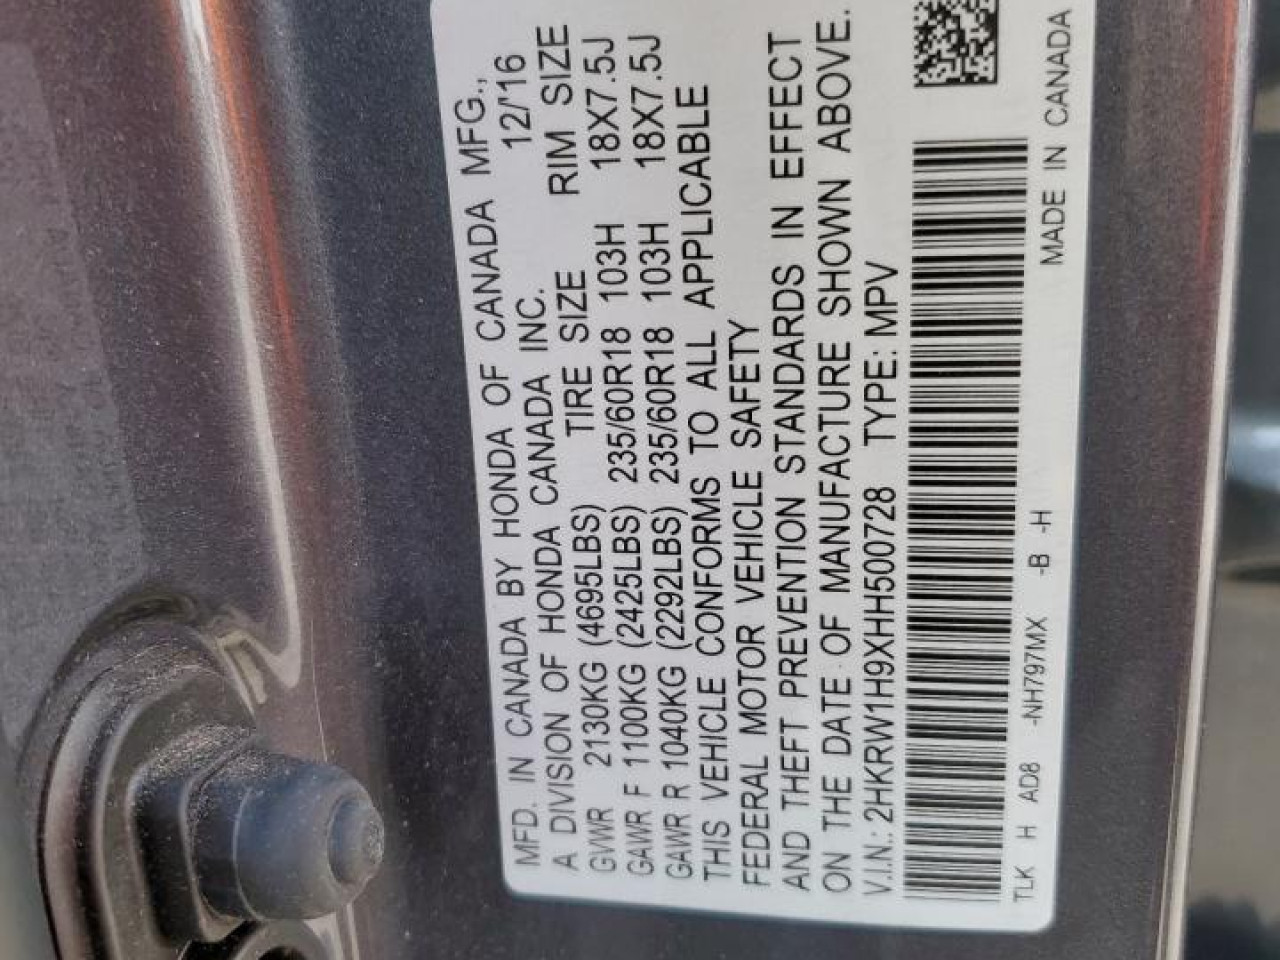 MFD. IN CANADA BY HONDA OF CANADA MFG.,
A DIVISION OF HONDA CANADA INC. 12/'16
GVWR 2130KG (4695LBS) TIRE SIZE RIM SIZE
GAWR F 1100KG (2425LBS) 235/60R18 103H 18X7.5J
GAWR R 1040KG (2292LBS) 235/60R18 103H 18X7.5J
THIS VEHICLE CONFORMS TO ALL APPLICABLE
FEDERAL MOTOR VEHICLE SAFETY
AND THEFT PREVENTION STANDARDS IN EFFECT
ON THE DATE OF MANUFACTURE SHOWN ABOVE.
V.I.N.: 2HKRW1H9XHH500728 TYPE: MPV
TLK H AD8 -NH797MX -B -H MADE IN CANADA